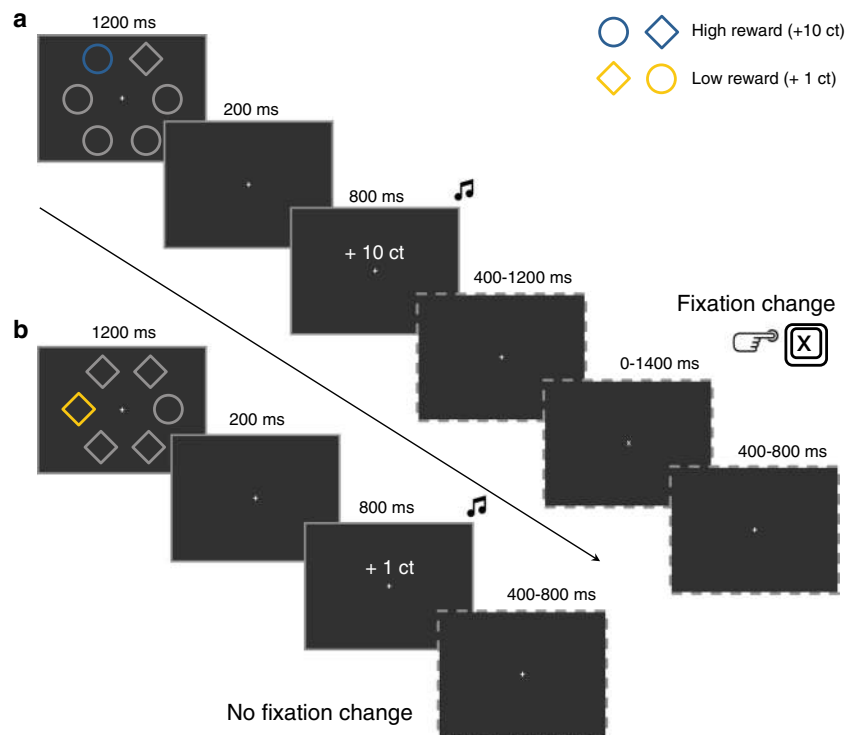 a
1200 ms
High reward (+10 ct)
Low reward (+ 1 ct)
200 ms
800 ms
+ 10 ct
400-1200 ms
Fixation change
X
0-1400 ms
x
400-800 ms
b
1200 ms
200 ms
800 ms
+ 1 ct
400-800 ms
No fixation change